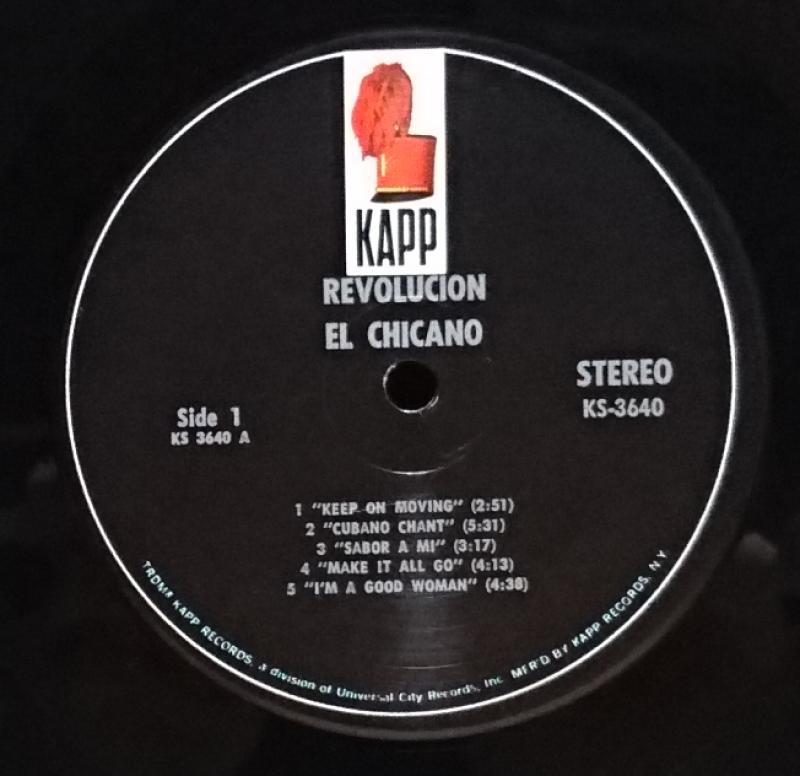 KAPP
REVOLUCION
EL CHICANO
STEREO
KS-3640
Side 1
KS 3640 A
1 "KEEP ON MOVING" (2:51)
2 "CUBANO CHANT" (5:31)
3 "SABOR A MI" (3:17)
4 "MAKE IT ALL GO" (4:13)
5 "I'M A GOOD WOMAN" (4:38)
TRDMK KAPP RECORDS, a division of Universal City Records, Inc. MFR'D BY KAPP RECORDS, N.Y.